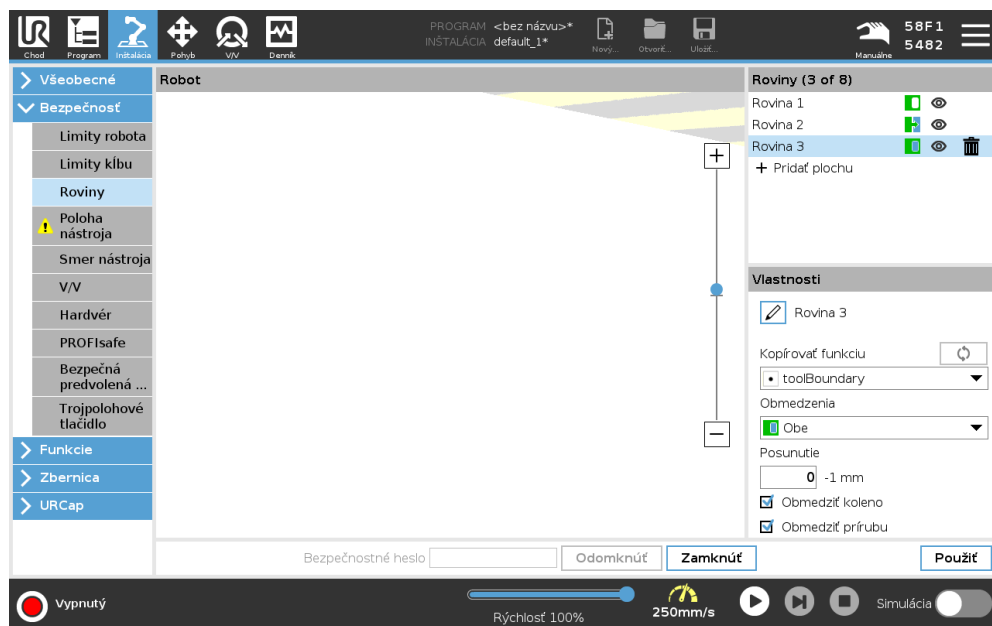 PROGRAM <bez názvu>*
INŠTALÁCIA default_1*
Chod
Program
Inštalácia
Pohyb
V/V
Denník
Nový...
Otvoriť...
Uložiť...
Manuálne
58F1
5482
Všeobecné
Bezpečnosť
Limity robota
Limity kĺbu
Roviny
Poloha
nástroja
Smer nástroja
V/V
Hardvér
PROFIsafe
Bezpečná
predvolená ...
Trojpolohové
tlačidlo
Funkcie
Zbernica
URCap
Robot
Roviny (3 of 8)
Rovina 1
Rovina 2
Rovina 3
+ Pridať plochu
Vlastnosti
Rovina 3
Kopírovať funkciu
toolBoundary
Obmedzenia
Obe
Posunutie
0 -1 mm
Obmedziť koleno
Obmedziť prírubu
Bezpečnostné heslo
Odomknúť
Zamknúť
Použiť
Vypnutý
Rýchlosť 100%
250mm/s
Simulácia